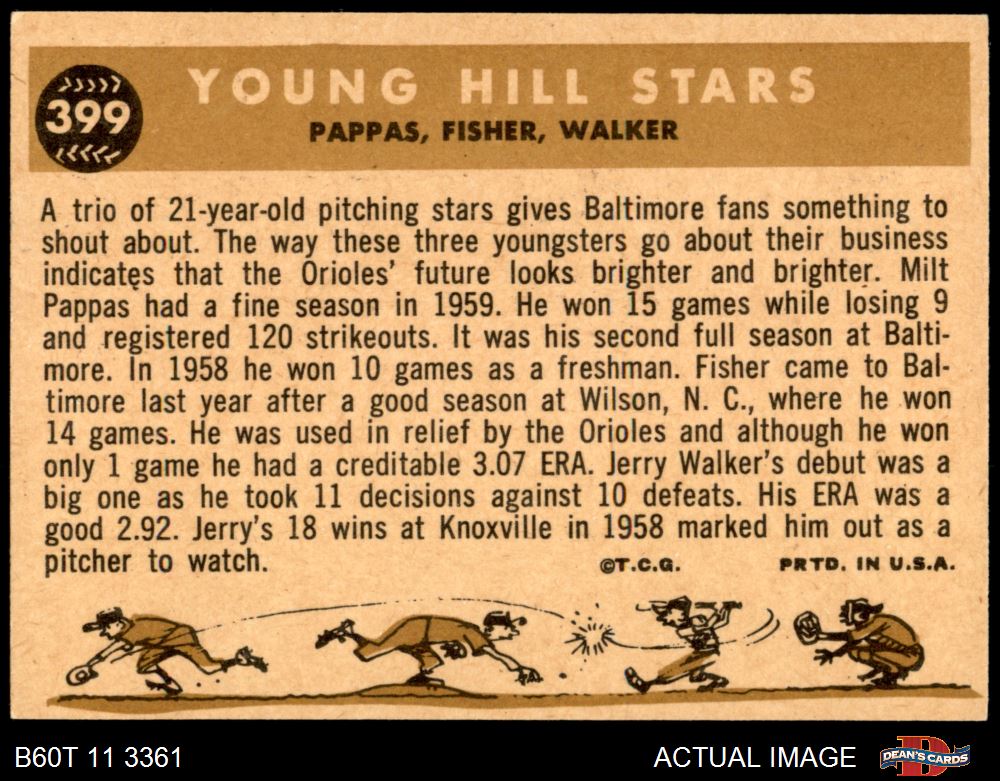 399
YOUNG HILL STARS
PAPPAS, FISHER, WALKER
A trio of 21-year-old pitching stars gives Baltimore fans something to
shout about. The way these three youngsters go about their business
indicates that the Orioles' future looks brighter and brighter. Milt
Pappas had a fine season in 1959. He won 15 games while losing 9
and registered 120 strikeouts. It was his second full season at Balti-
more. In 1958 he won 10 games as a freshman. Fisher came to Bal-
timore last year after a good season at Wilson, N. C., where he won
14 games. He was used in relief by the Orioles and although he won
only 1 game he had a creditable 3.07 ERA. Jerry Walker's debut was a
big one as he took 11 decisions against 10 defeats. His ERA was a
good 2.92. Jerry's 18 wins at Knoxville in 1958 marked him out as a
pitcher to watch.
©T.C.G. PRTD. IN U.S.A.
B60T 11 3361
ACTUAL IMAGE
DEAN'S CARDS